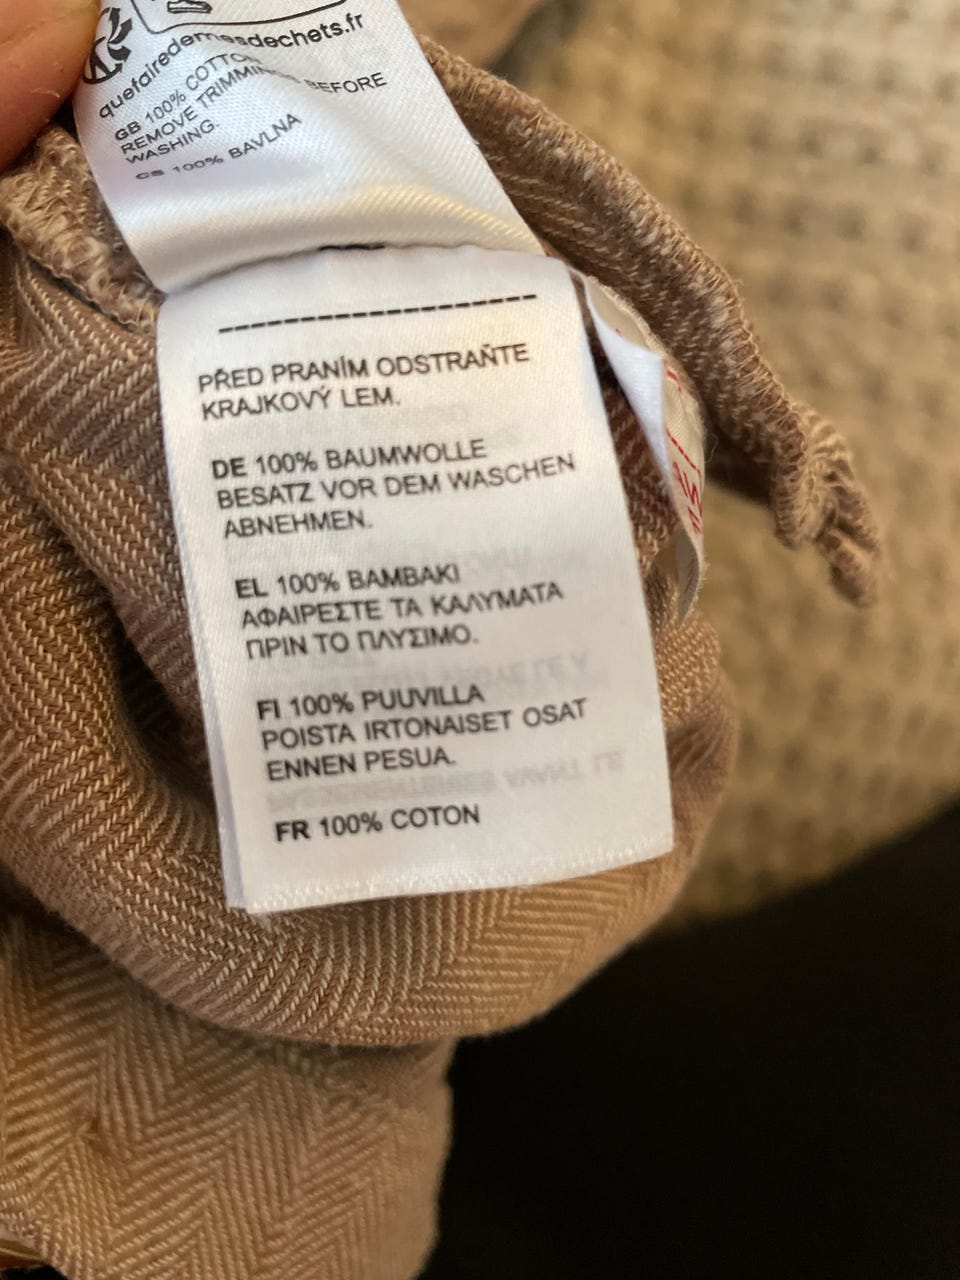 quefairedemesdechets.fr
GB 100% COTTON
REMOVE TRIMMINGS BEFORE
WASHING.
CS 100% BAVLNA
--------------------
PŘED PRANÍM ODSTRAŇTE
KRAJKOVÝ LEM.
DE 100% BAUMWOLLE
BESATZ VOR DEM WASCHEN
ABNEHMEN.
EL 100% ΒΑΜΒΑΚΙ
ΑΦΑΙΡΕΣΤΕ ΤΑ ΚΑΛΥΜΑΤΑ
ΠΡΙΝ ΤΟ ΠΛΥΣΙΜΟ.
FI 100% PUUVILLA
POISTA IRTONAISET OSAT
ENNEN PESUA.
FR 100% COTON